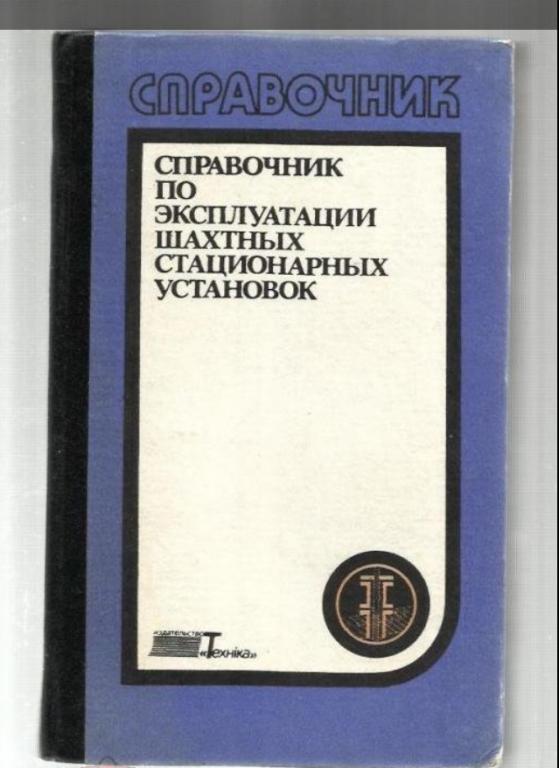 СПРАВОЧНИК
СПРАВОЧНИК
ПО
ЭКСПЛУАТАЦИИ
ШАХТНЫХ
СТАЦИОНАРНЫХ
УСТАНОВОК
издательство
«Техніка»